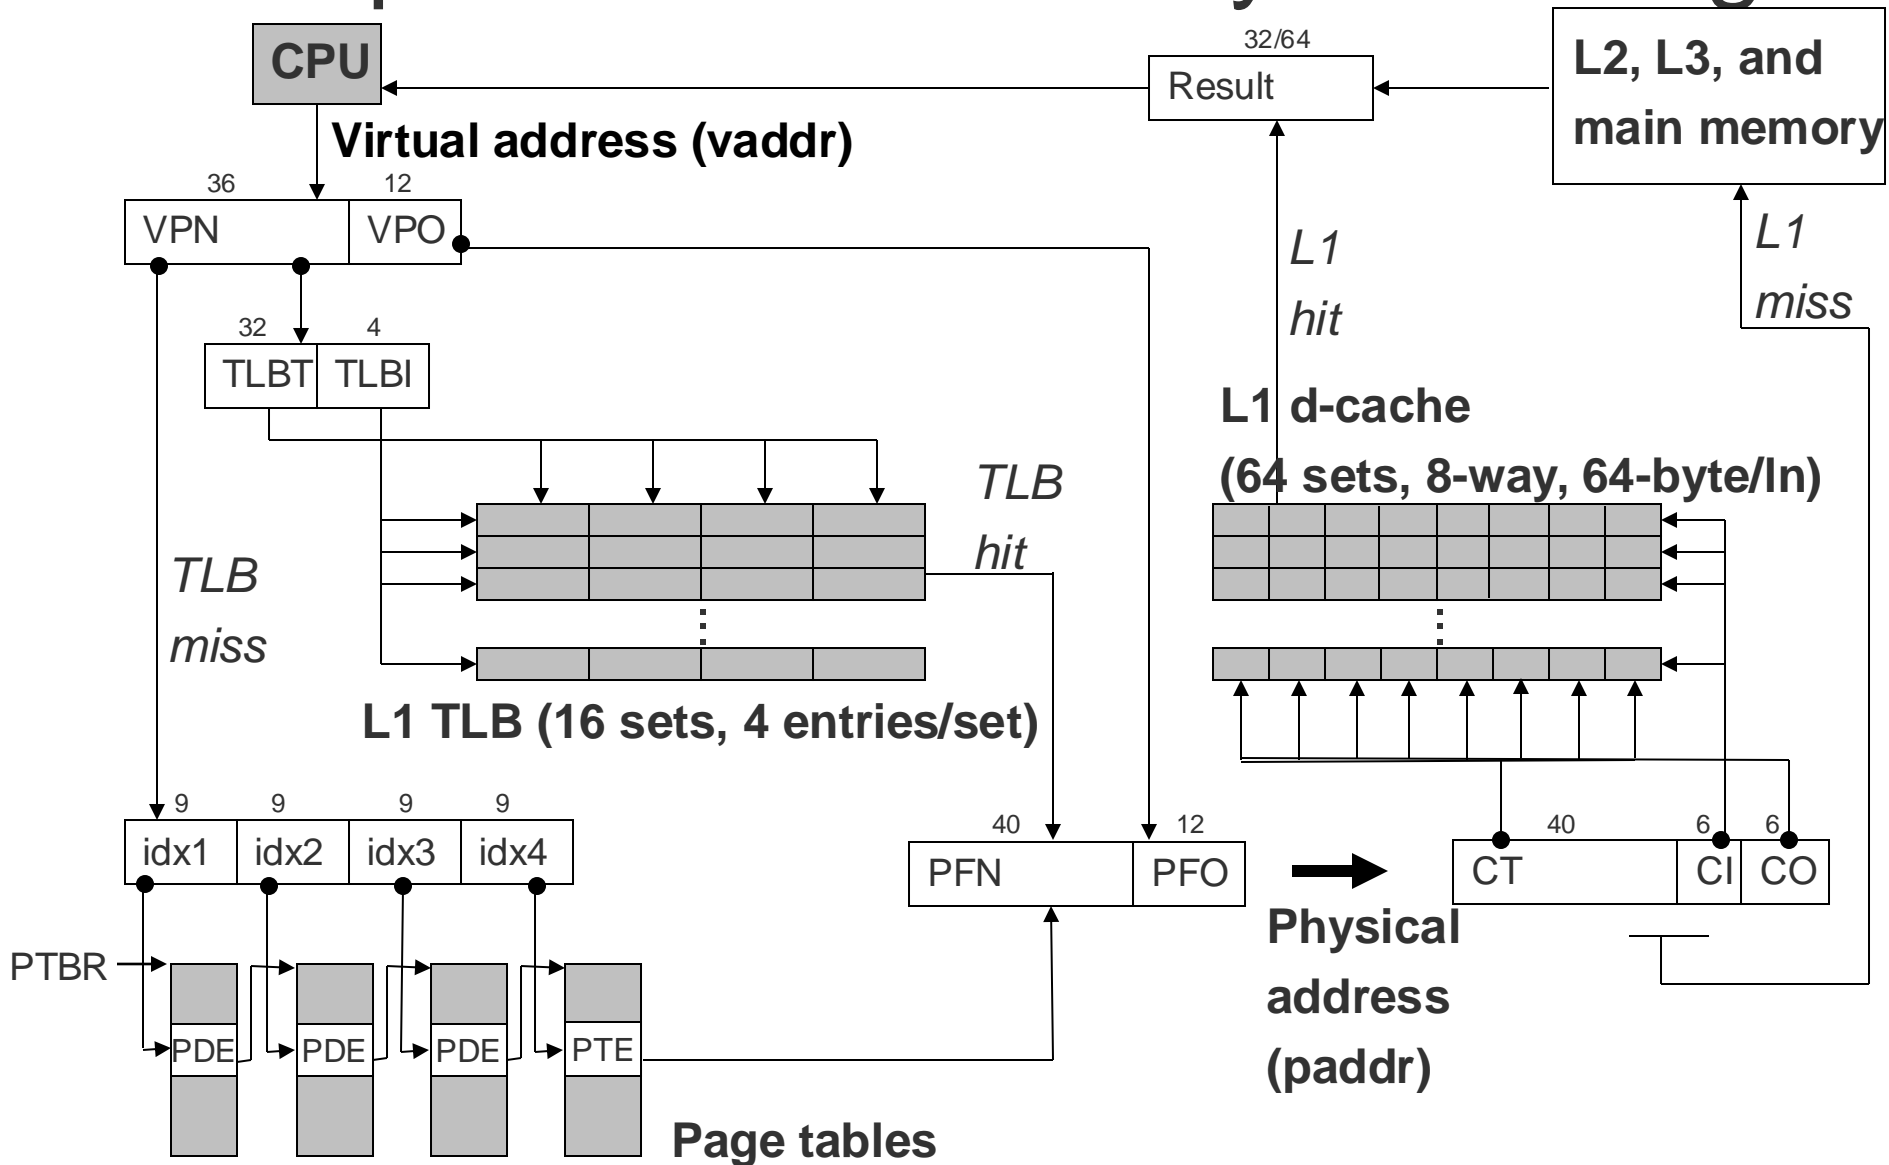 32/64
CPU
Result
L2, L3, and
main memory
Virtual address (vaddr)
36 12
VPN VPO
L1
hit
L1
miss
32 4
TLBT TLBI
L1 d-cache
(64 sets, 8-way, 64-byte/ln)
TLB
hit
TLB
miss
L1 TLB (16 sets, 4 entries/set)
9 9 9 9
idx1 idx2 idx3 idx4
40 12
PFN PFO
40 6 6
CT CI CO
Physical
address
(paddr)
PTBR
PDE PDE PDE PTE
Page tables